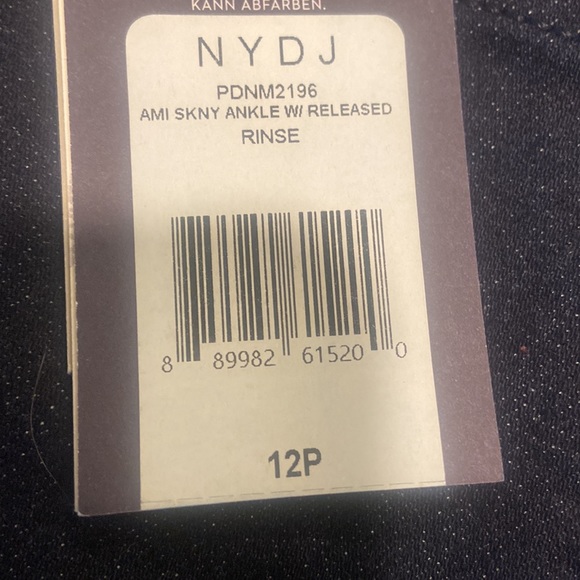 KANN ABFARBEN.
NYDJ
PDNM2196
AMI SKNY ANKLE W/ RELEASED
RINSE
8 89982 61520 0
12P